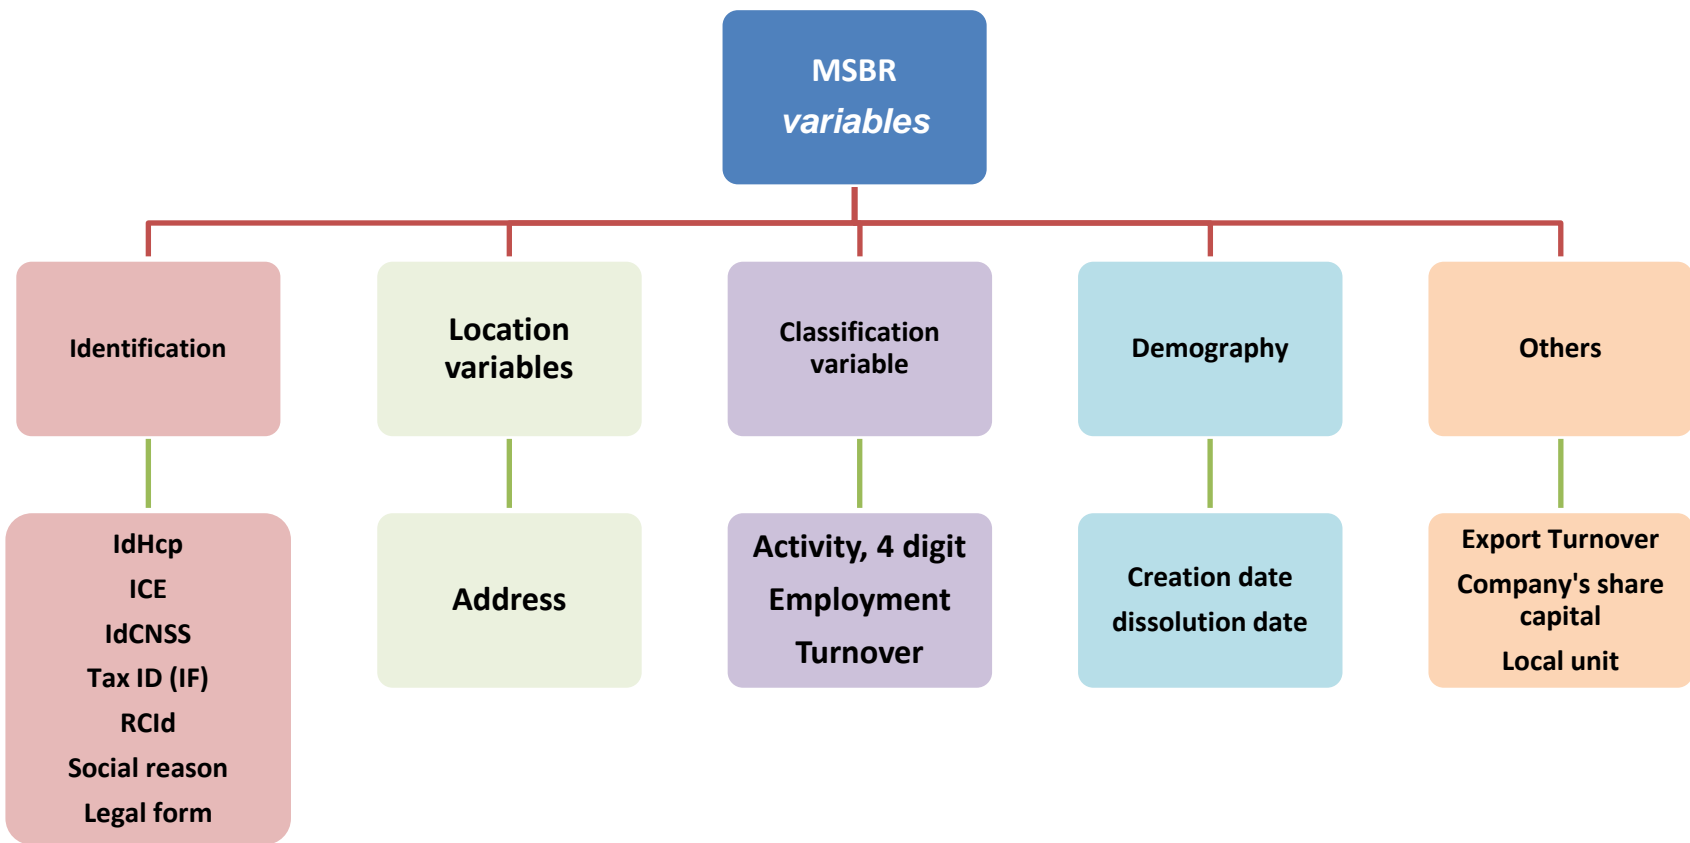 MSBR
variables
Identification
Location
variables
Classification
variable
Demography
Others
IdHcp
ICE
IdCNSS
Tax ID (IF)
RCId
Social reason
Legal form
Address
Activity, 4 digit
Employment
Turnover
Creation date
dissolution date
Export Turnover
Company's share
capital
Local unit